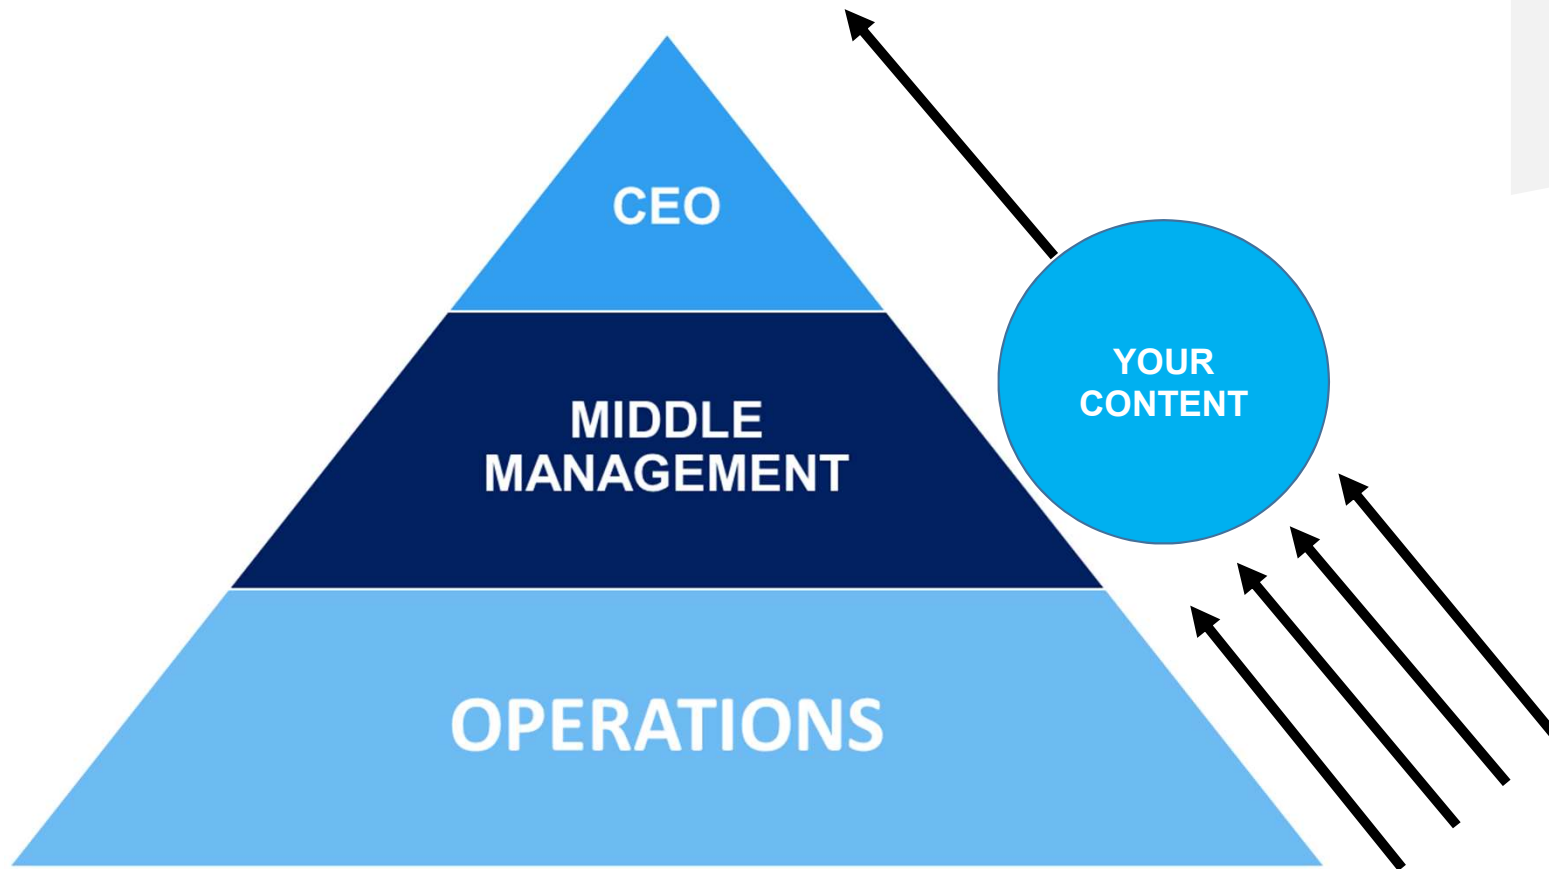 CEO
MIDDLE
MANAGEMENT
YOUR
CONTENT
OPERATIONS